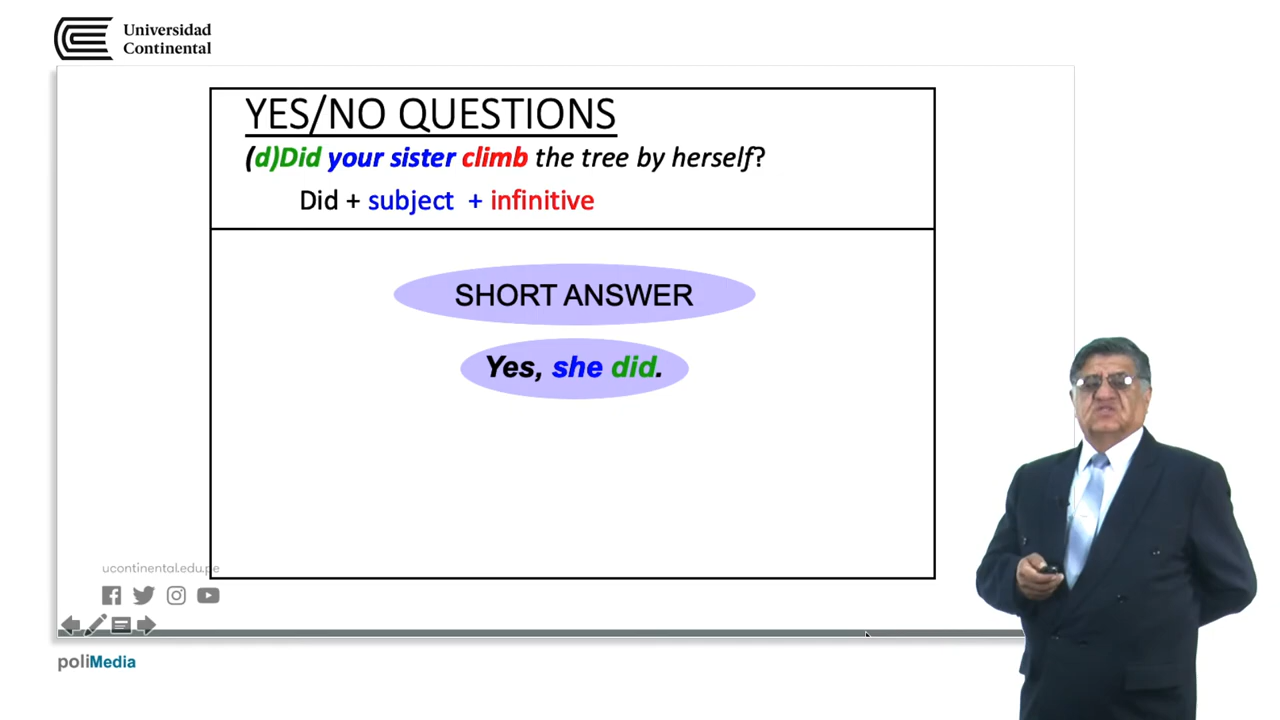 Universidad
Continental
YES/NO QUESTIONS
(d)Did your sister climb the tree by herself?
Did + subject + infinitive
SHORT ANSWER
Yes, she did.
ucontinental.edu.pe
poliMedia